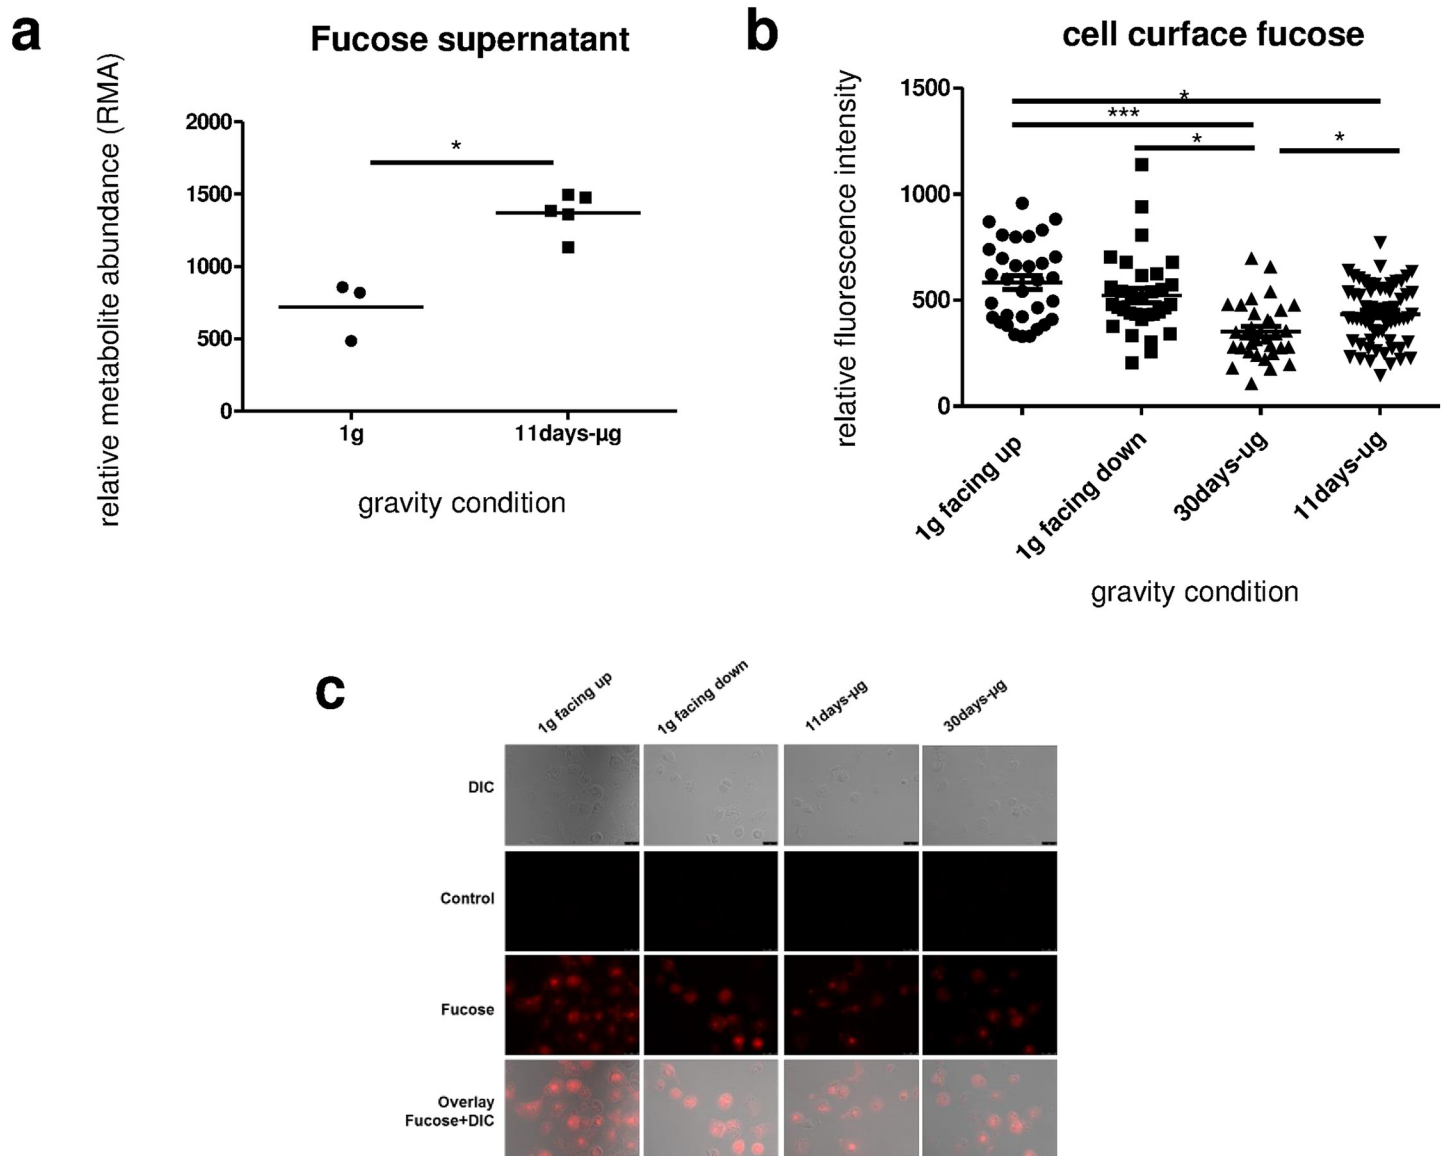 a
Fucose supernatant
relative metabolite abundance (RMA)
2000
1500
1000
500
0
*
1g
11days-µg
gravity condition
b
cell curface fucose
relative fluorescence intensity
1500
1000
500
0
*
***
*
*
1g facing up
1g facing down
30days-ug
11days-ug
gravity condition
c
1g facing up
1g facing down
11days-µg
30days-µg
DIC
Control
Fucose
Overlay
Fucose+DIC